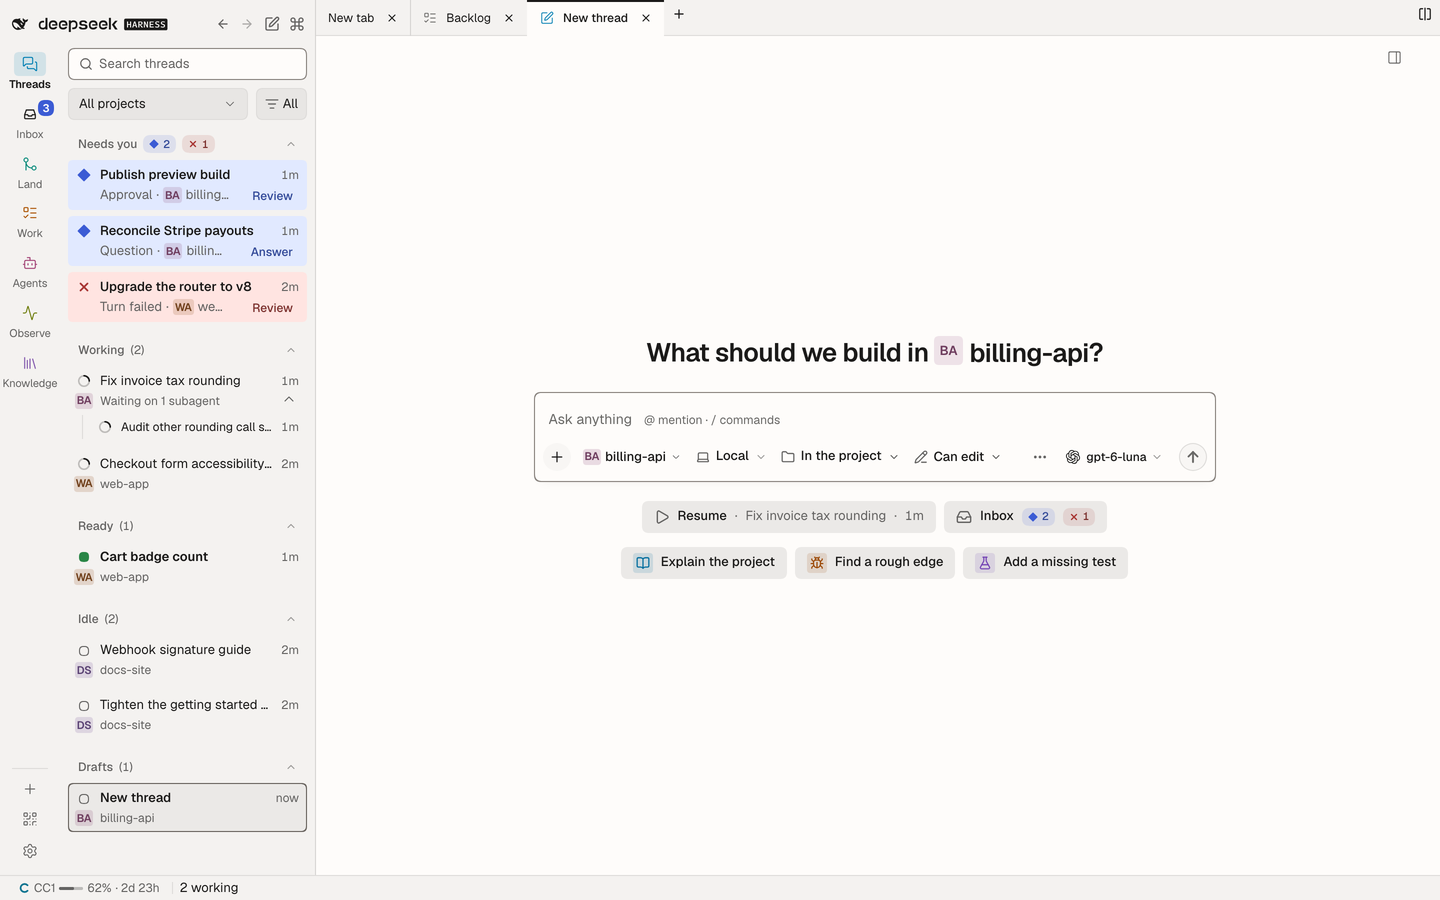 deepseek HARNESS
New tab
Backlog
New thread
Threads
3
Inbox
Land
Work
Agents
Observe
Knowledge
Search threads
All projects
All
Needs you 2 1
Publish preview build 1m
Approval · BA billing... Review
Reconcile Stripe payouts 1m
Question · BA billin... Answer
Upgrade the router to v8 2m
Turn failed · WA we... Review
Working (2)
Fix invoice tax rounding 1m
BA Waiting on 1 subagent
Audit other rounding call s... 1m
Checkout form accessibility... 2m
WA web-app
Ready (1)
Cart badge count 1m
WA web-app
Idle (2)
Webhook signature guide 2m
DS docs-site
Tighten the getting started ... 2m
DS docs-site
Drafts (1)
New thread now
BA billing-api
What should we build in BA billing-api?
Ask anything @ mention · / commands
BA billing-api Local In the project Can edit gpt-6-luna
Resume · Fix invoice tax rounding · 1m
Inbox 2 1
Explain the project
Find a rough edge
Add a missing test
CC1 62% · 2d 23h 2 working